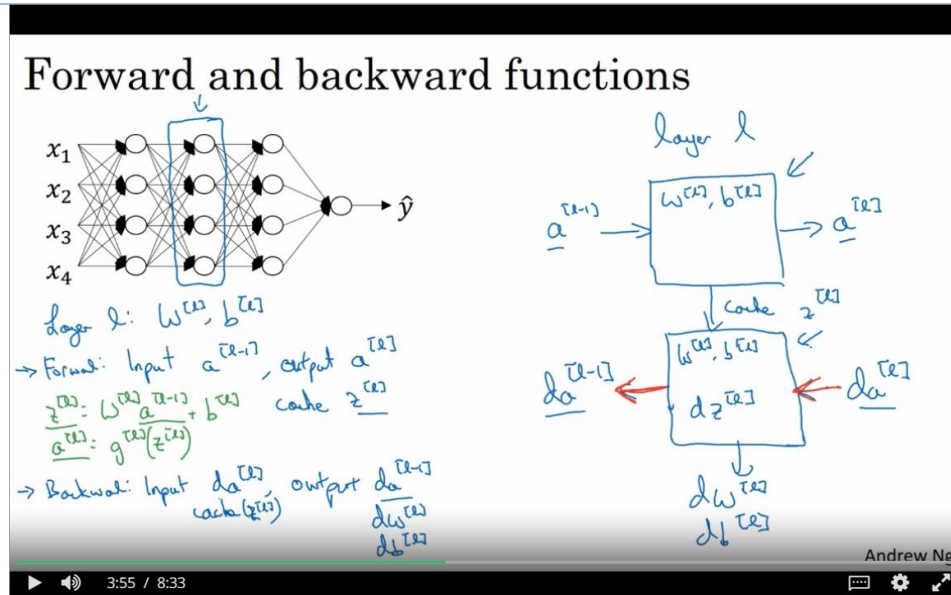 Forward and backward functions
x₁
x₂
x₃
x₄
ŷ
Layer l: W^[l], b^[l]
→ Forward: Input a^[l-1], output a^[l]
z^[l]: W^[l] a^[l-1] + b^[l] cache z^[l]
a^[l]: g^[l](z^[l])
→ Backward: Input da^[l], output da^[l-1]
cache(z^[l])
dW^[l]
db^[l]
layer l
a^[l-1] → W^[l], b^[l] → a^[l]
cache z^[l]
W^[l], b^[l]
da^[l-1] ← dz^[l] ← da^[l]
dW^[l]
db^[l]
Andrew Ng
3:55 / 8:33